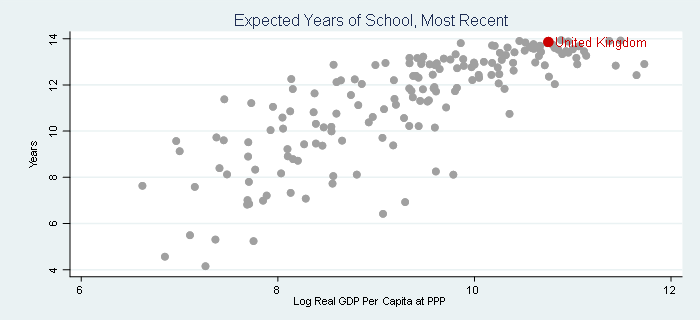 Expected Years of School, Most Recent
United Kingdom
Years
14
12
10
8
6
4
6 8 10 12
Log Real GDP Per Capita at PPP